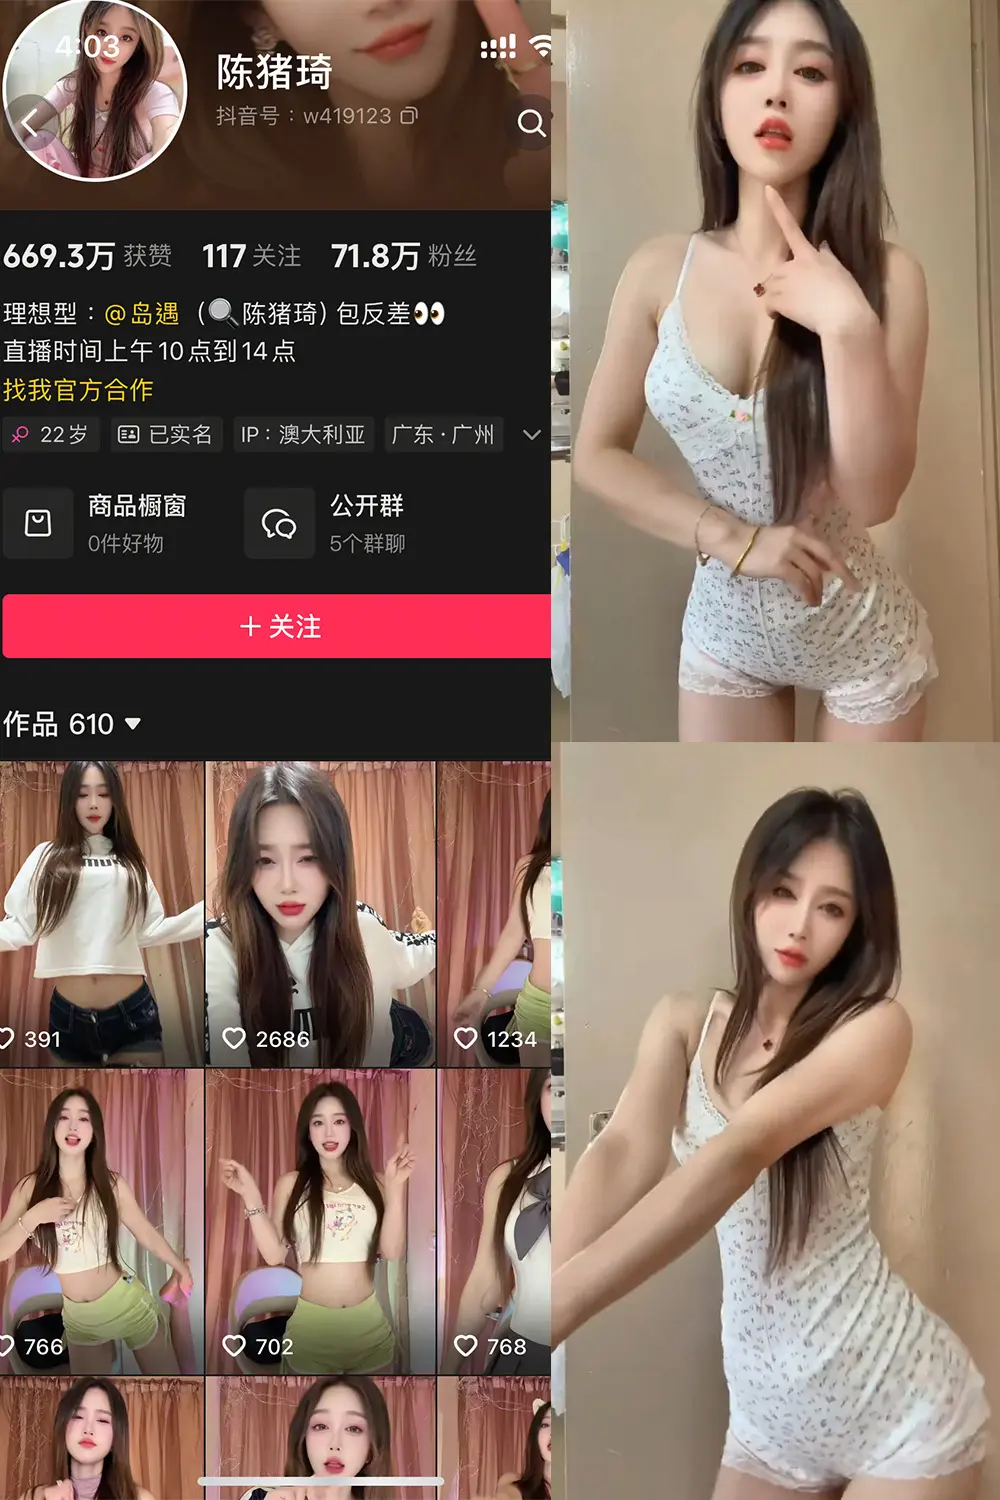 4:03
陈猪琦
抖音号：w419123
669.3万 获赞 117 关注 71.8万 粉丝
理想型：@岛遇（🔍陈猪琦）包反差👀
直播时间上午10点到14点
找我官方合作
22岁 已实名 IP：澳大利亚 广东·广州
商品橱窗
0件好物
公开群
5个群聊
+ 关注
作品 610
391
2686
1234
766
702
768